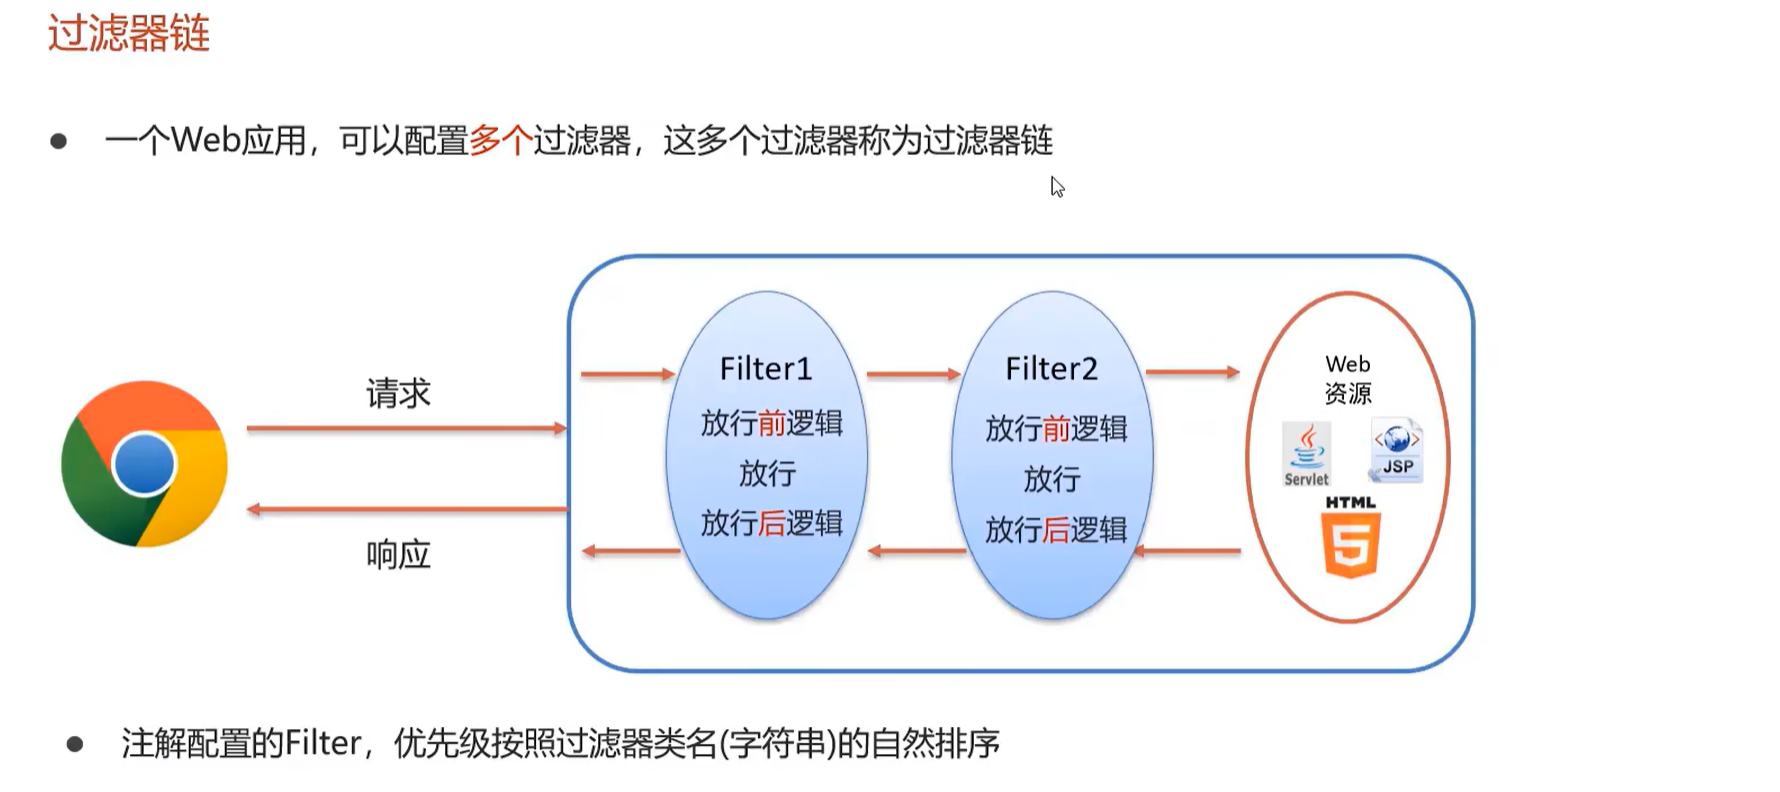 过滤器链
一个Web应用，可以配置多个过滤器，这多个过滤器称为过滤器链
请求
响应
Filter1
放行前逻辑
放行
放行后逻辑
Filter2
放行前逻辑
放行
放行后逻辑
Web
资源
Servlet
JSP
HTML
5
注解配置的Filter，优先级按照过滤器类名(字符串)的自然排序